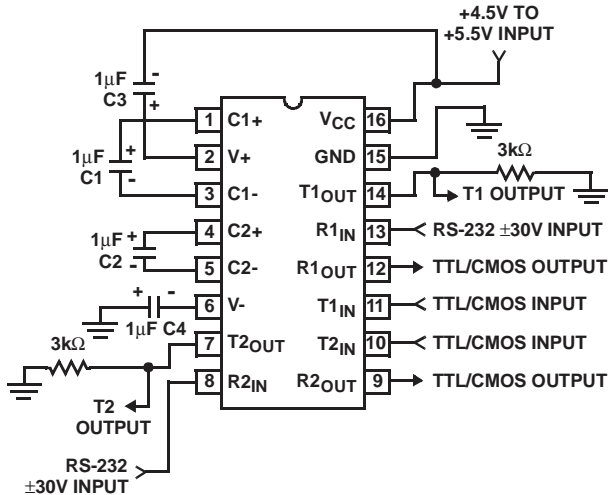 +4.5V TO
+5.5V INPUT
1μF
C3
-
+
1 C1+
VCC 16
2 V+
GND 15
3kΩ
1μF
C1
+
-
3 C1-
T1OUT 14
T1 OUTPUT
4 C2+
R1IN 13
RS-232 ±30V INPUT
1μF
C2
+
-
5 C2-
R1OUT 12
TTL/CMOS OUTPUT
+ -
6 V-
T1IN 11
TTL/CMOS INPUT
1μF C4
3kΩ
7 T2OUT
T2IN 10
TTL/CMOS INPUT
8 R2IN
R2OUT 9
TTL/CMOS OUTPUT
T2
OUTPUT
RS-232
±30V INPUT